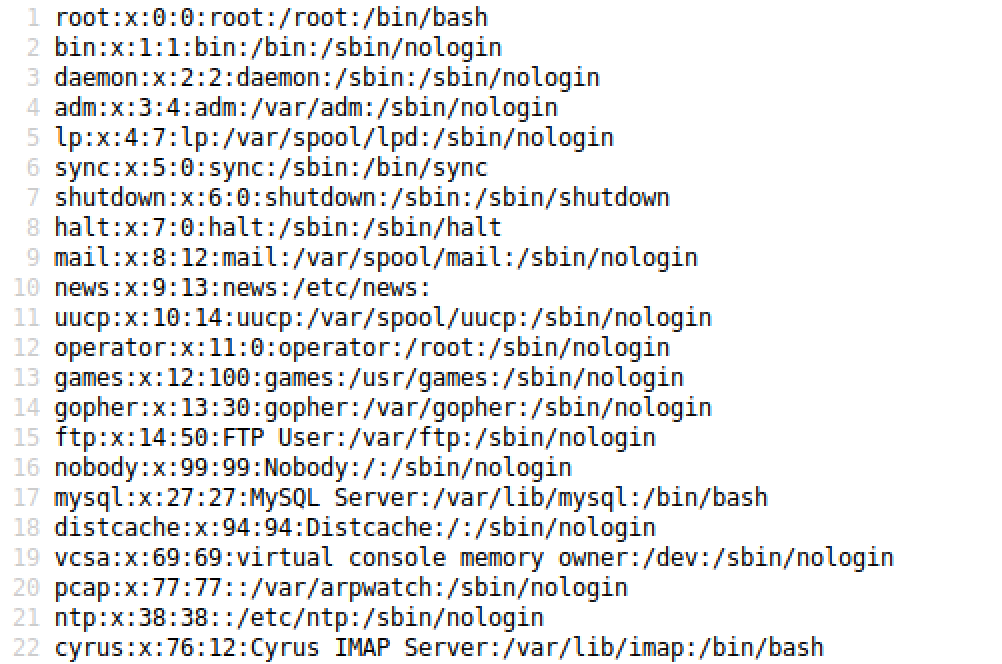 1 root:x:0:0:root:/root:/bin/bash
2 bin:x:1:1:bin:/bin:/sbin/nologin
3 daemon:x:2:2:daemon:/sbin:/sbin/nologin
4 adm:x:3:4:adm:/var/adm:/sbin/nologin
5 lp:x:4:7:lp:/var/spool/lpd:/sbin/nologin
6 sync:x:5:0:sync:/sbin:/bin/sync
7 shutdown:x:6:0:shutdown:/sbin:/sbin/shutdown
8 halt:x:7:0:halt:/sbin:/sbin/halt
9 mail:x:8:12:mail:/var/spool/mail:/sbin/nologin
10 news:x:9:13:news:/etc/news:
11 uucp:x:10:14:uucp:/var/spool/uucp:/sbin/nologin
12 operator:x:11:0:operator:/root:/sbin/nologin
13 games:x:12:100:games:/usr/games:/sbin/nologin
14 gopher:x:13:30:gopher:/var/gopher:/sbin/nologin
15 ftp:x:14:50:FTP User:/var/ftp:/sbin/nologin
16 nobody:x:99:99:Nobody:/:/sbin/nologin
17 mysql:x:27:27:MySQL Server:/var/lib/mysql:/bin/bash
18 distcache:x:94:94:Distcache:/:/sbin/nologin
19 vcsa:x:69:69:virtual console memory owner:/dev:/sbin/nologin
20 pcap:x:77:77::/var/arpwatch:/sbin/nologin
21 ntp:x:38:38::/etc/ntp:/sbin/nologin
22 cyrus:x:76:12:Cyrus IMAP Server:/var/lib/imap:/bin/bash